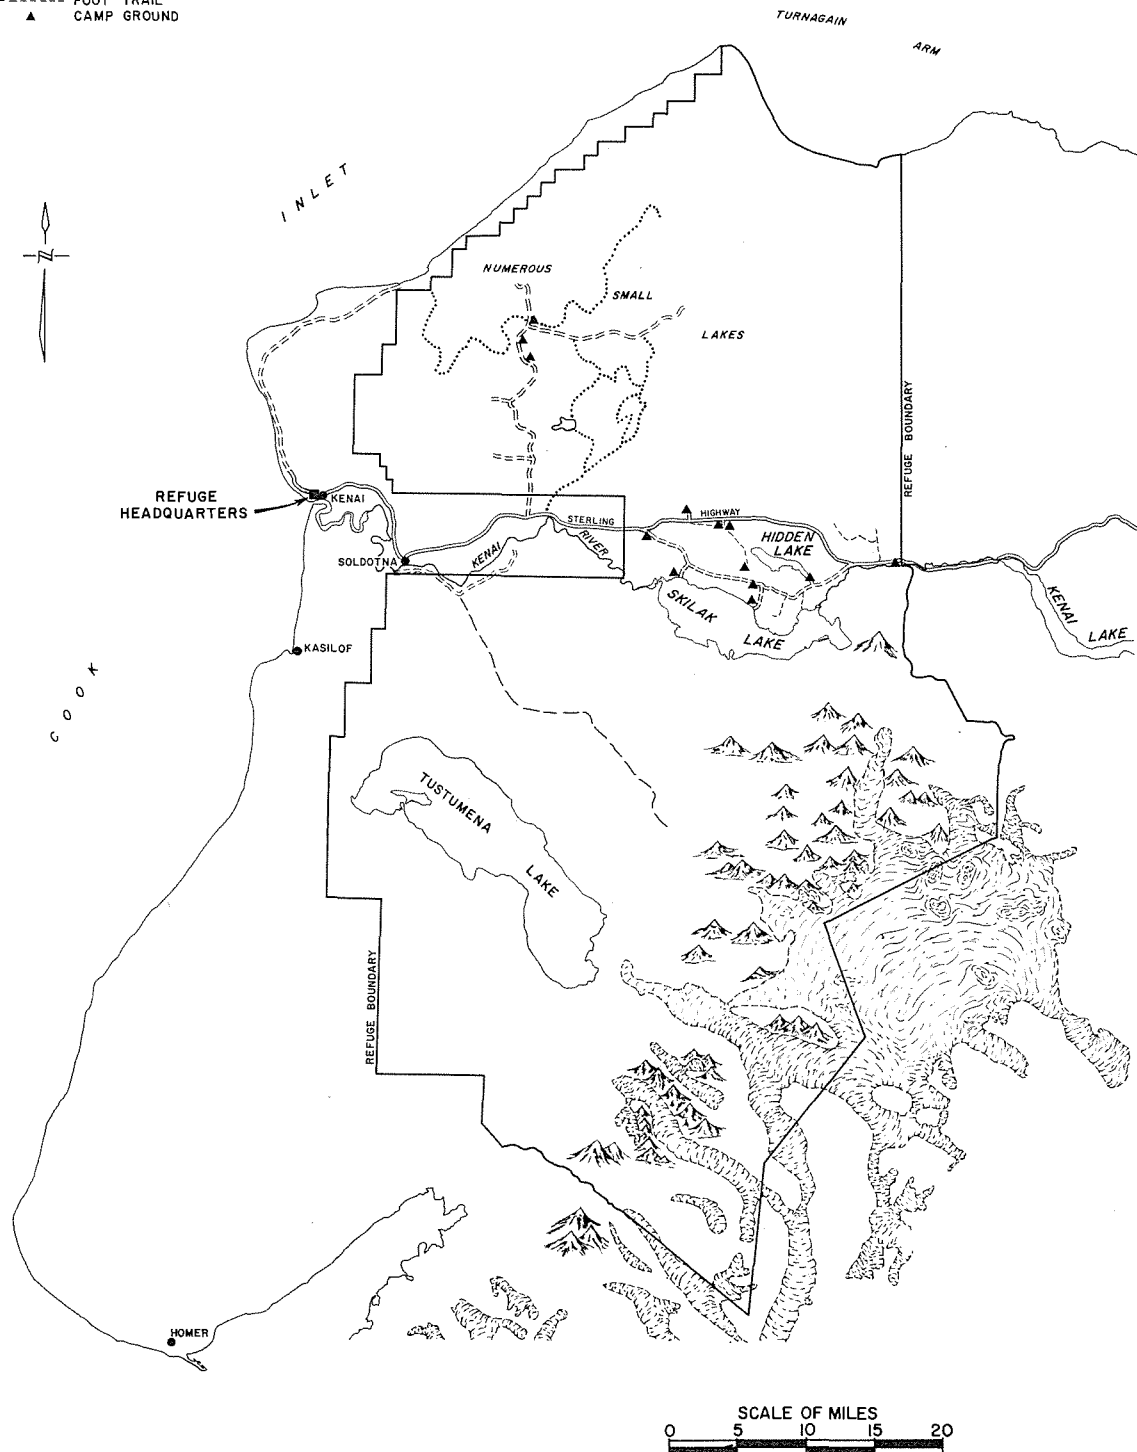 FOOT TRAIL
CAMP GROUND
TURNAGAIN
ARM
INLET
N
NUMEROUS
SMALL
LAKES
REFUGE BOUNDARY
REFUGE
HEADQUARTERS
KENAI
STERLING
HIGHWAY
HIDDEN
LAKE
SOLDOTNA
KENAI
RIVER
SKILAK
LAKE
KENAI
LAKE
KASILOF
COOK
TUSTUMENA
LAKE
REFUGE BOUNDARY
HOMER
SCALE OF MILES
0 5 10 15 20